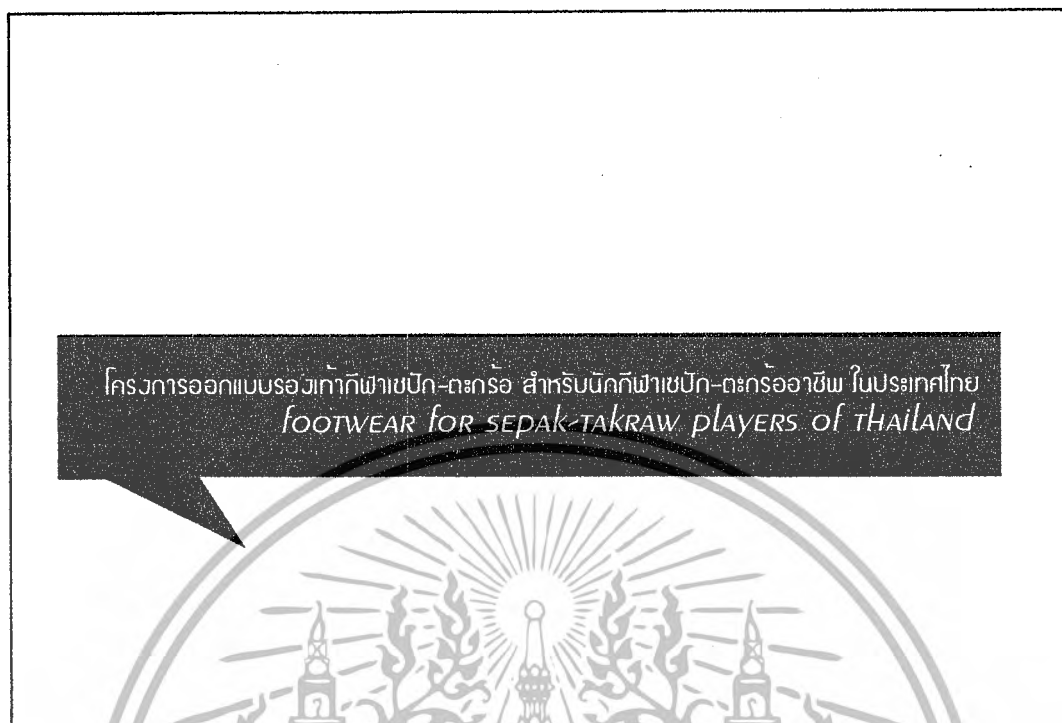 โครงการออกแบบรองเท้ากีฬาเซปัก-ตะกร้อ สำหรับนักกีฬาเซปัก-ตะกร้ออาชีพ ในประเทศไทย
footwear for sepak-takraw players of thailand